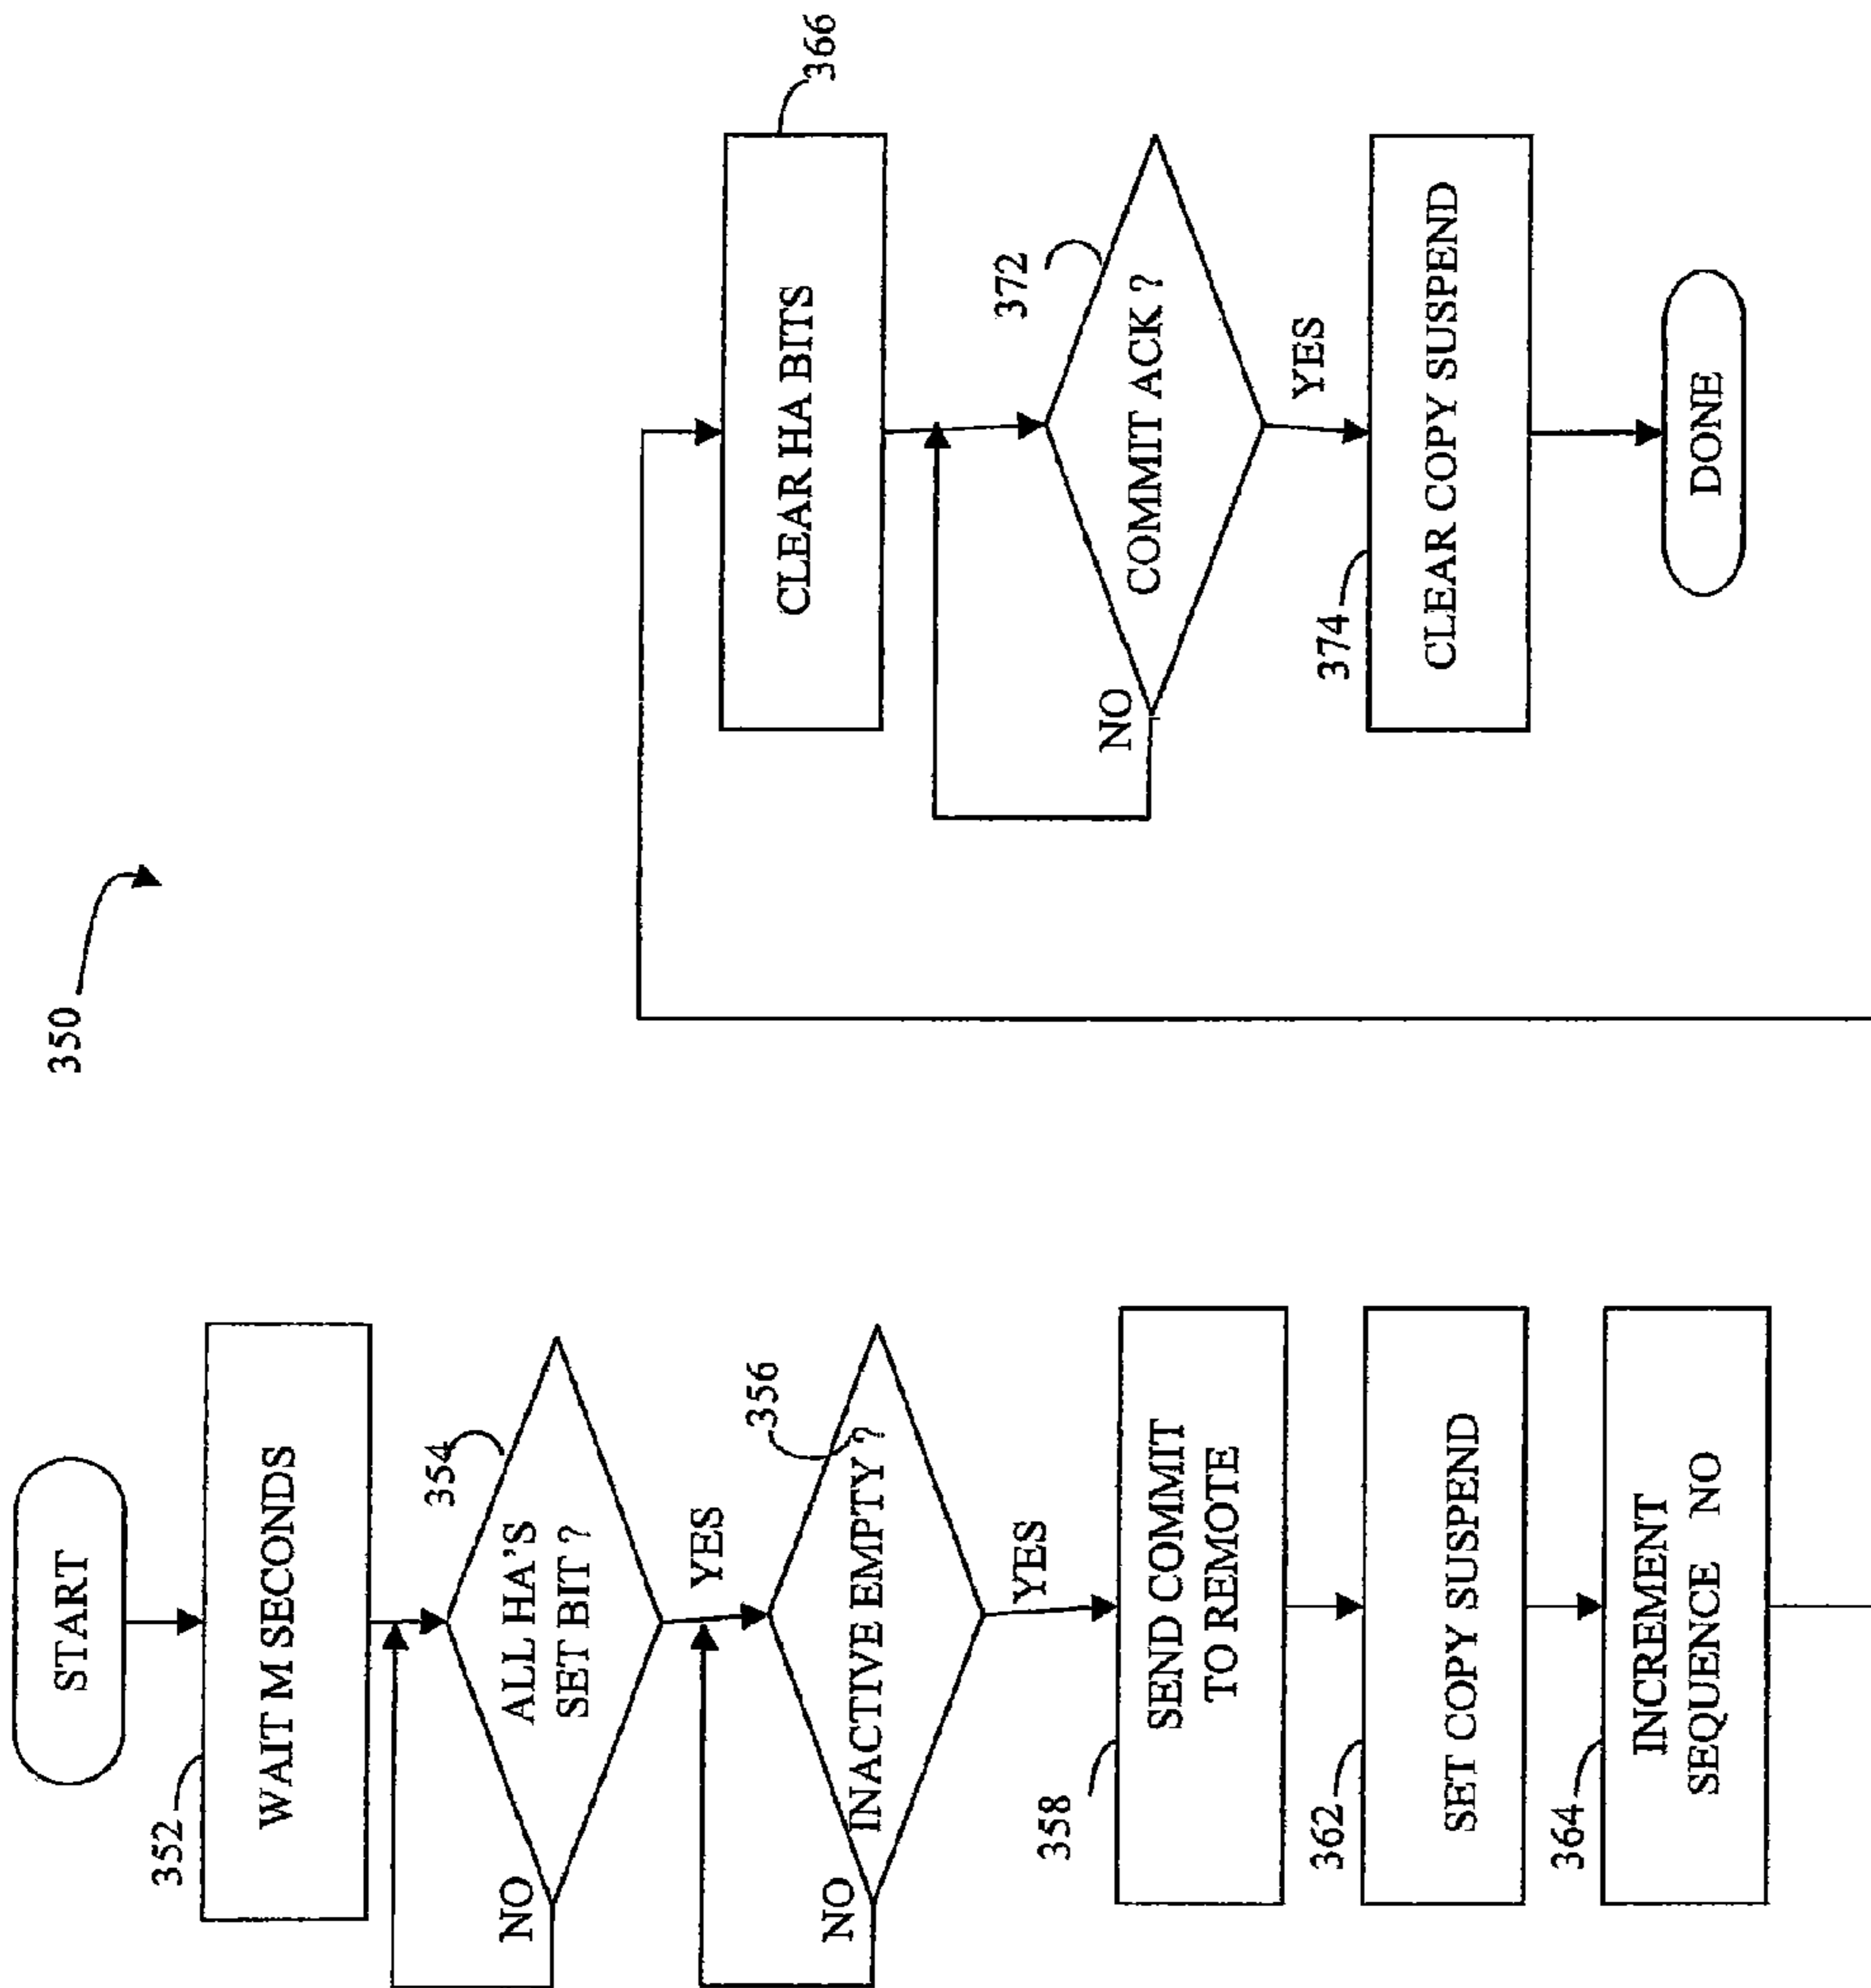 350
START
352
WAIT M SECONDS
354
ALL HA'S
SET BIT ?
NO
YES
356
INACTIVE EMPTY ?
NO
YES
358
SEND COMMIT
TO REMOTE
362
SET COPY SUSPEND
364
INCREMENT
SEQUENCE NO
366
CLEAR HA BITS
372
COMMIT ACK ?
NO
YES
374
CLEAR COPY SUSPEND
DONE